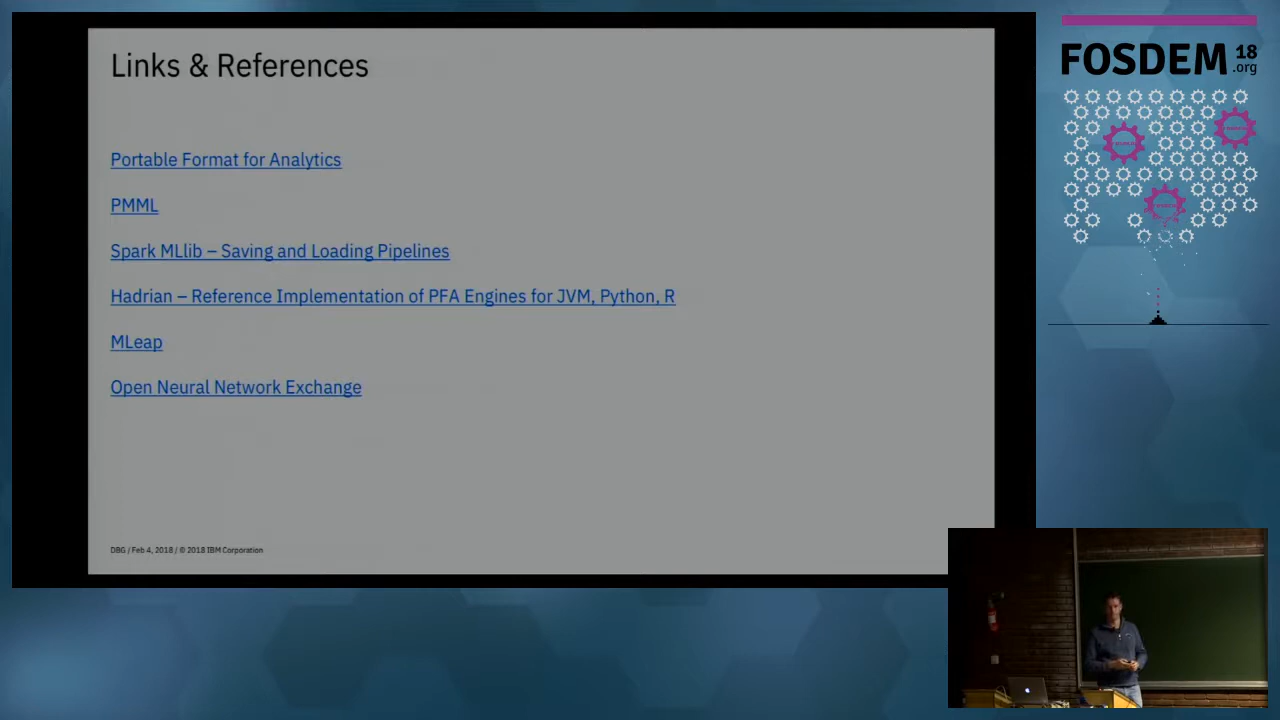 Links & References
Portable Format for Analytics
PMML
Spark MLlib – Saving and Loading Pipelines
Hadrian – Reference Implementation of PFA Engines for JVM, Python, R
MLeap
Open Neural Network Exchange
DBG / Feb 4, 2018 / © 2018 IBM Corporation
FOSDEM 18
.org